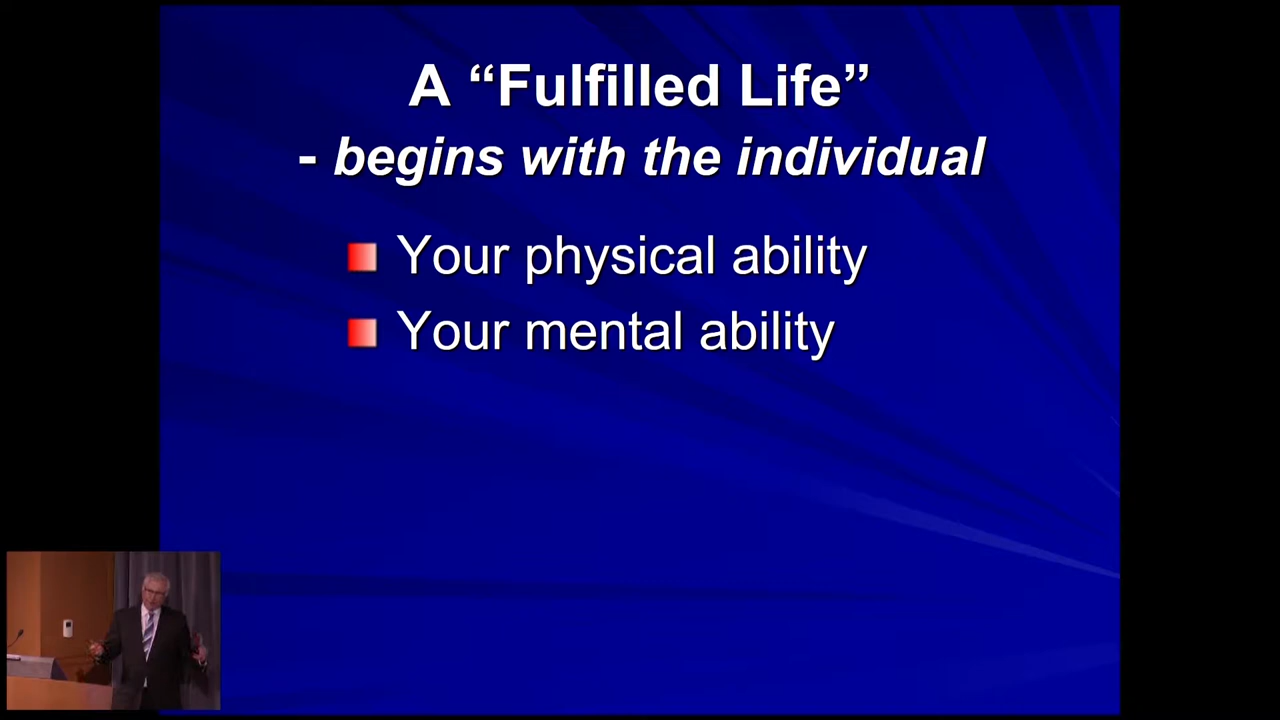 A “Fulfilled Life”
- begins with the individual
Your physical ability
Your mental ability